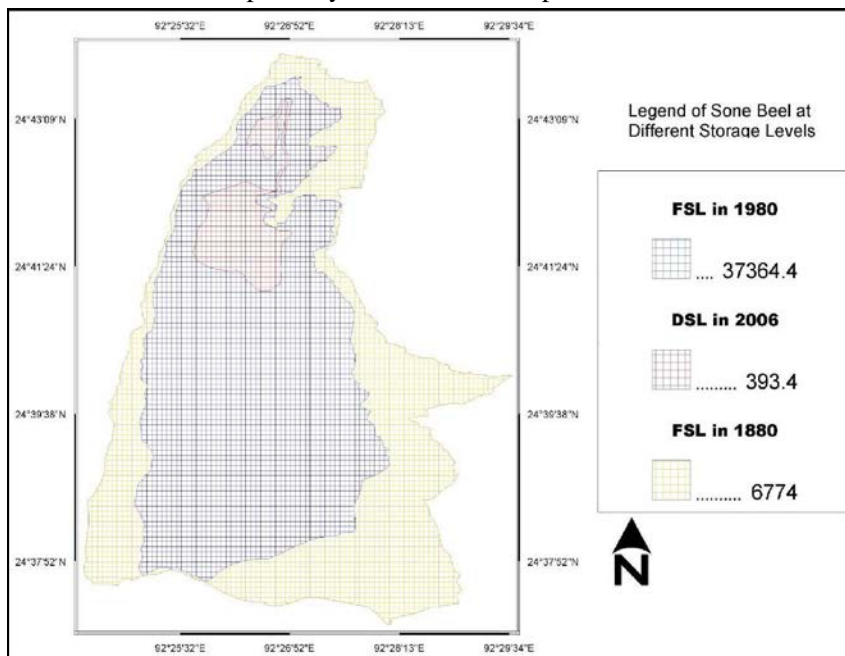 92°25'32"E 92°26'52"E 92°28'13"E 92°29'34"E
24°43'09"N 24°43'09"N
24°41'24"N 24°41'24"N
24°39'38"N 24°39'38"N
24°37'52"N 24°37'52"N
92°25'32"E 92°26'52"E 92°28'13"E 92°29'34"E
Legend of Sone Beel at
Different Storage Levels
FSL in 1980
.... 37364.4
DSL in 2006
......... 393.4
FSL in 1880
.......... 6774
N